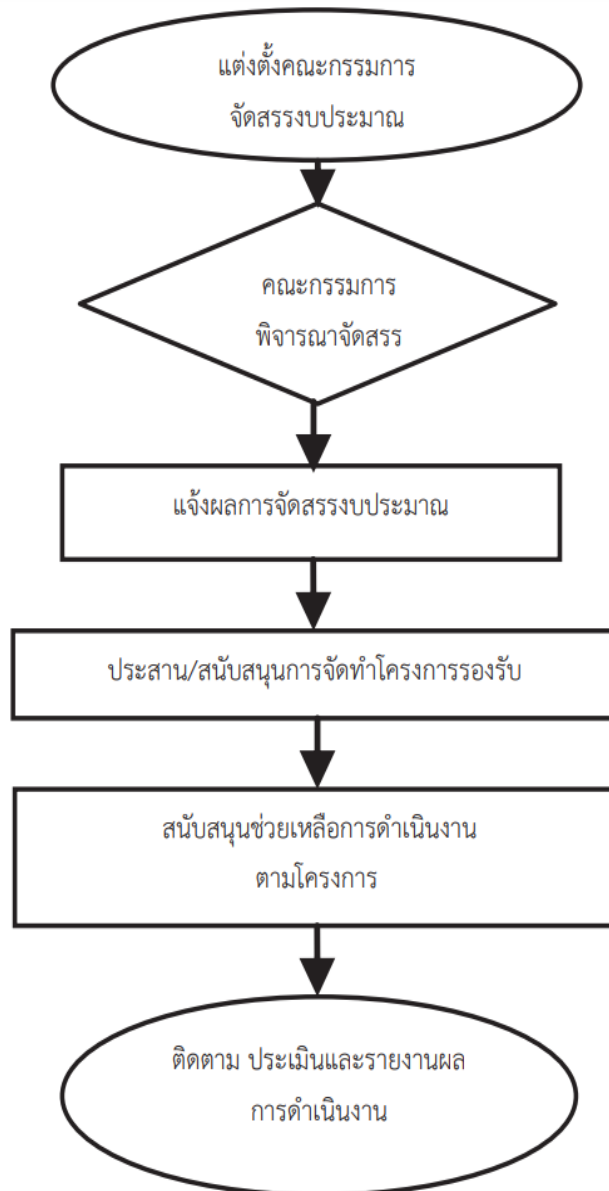 แต่งตั้งคณะกรรมการ
จัดสรรงบประมาณ
คณะกรรมการ
พิจารณาจัดสรร
แจ้งผลการจัดสรรงบประมาณ
ประสาน/สนับสนุนการจัดทำโครงการรองรับ
สนับสนุนช่วยเหลือการดำเนินงาน
ตามโครงการ
ติดตาม ประเมินและรายงานผล
การดำเนินงาน